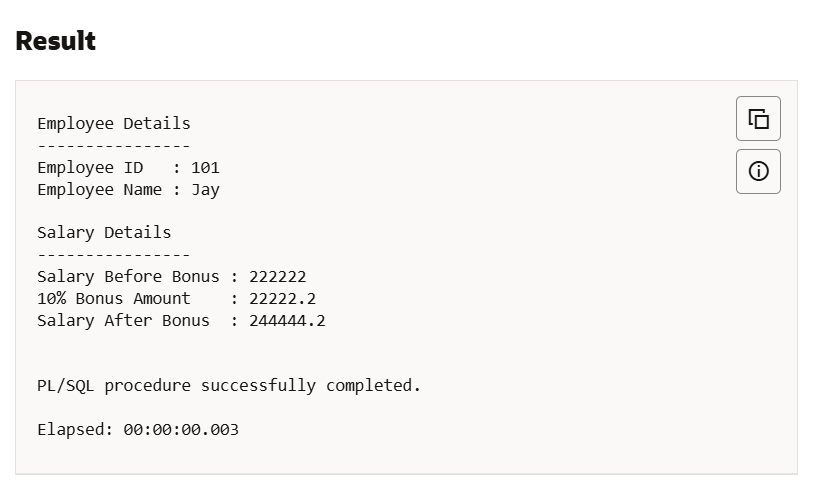 Result
Employee Details
----------------
Employee ID   : 101
Employee Name : Jay
Salary Details
----------------
Salary Before Bonus : 222222
10% Bonus Amount    : 22222.2
Salary After Bonus  : 244444.2
PL/SQL procedure successfully completed.
Elapsed: 00:00:00.003